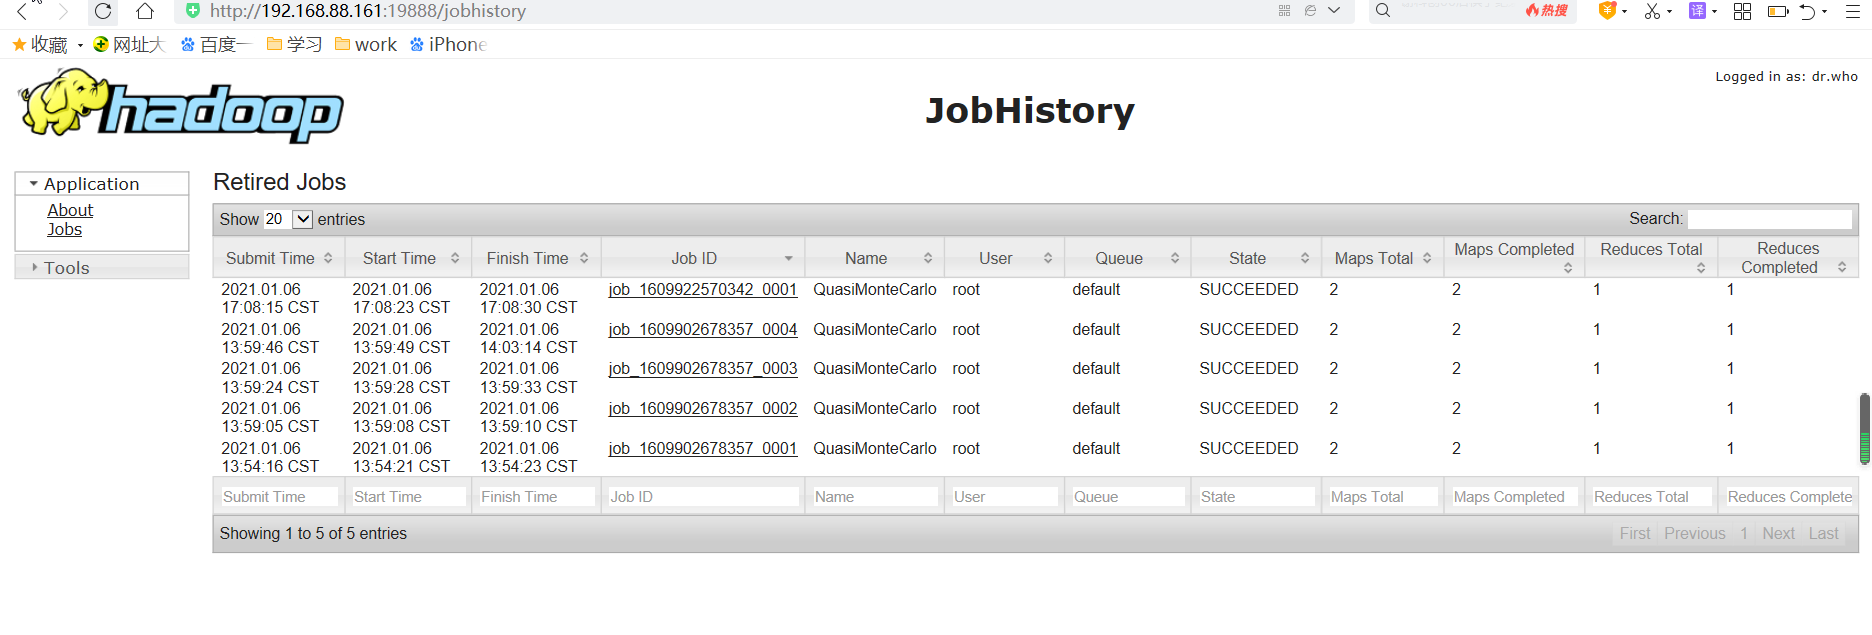 http://192.168.88.161:19888/jobhistory
热搜
译
收藏 网址大 百度一 学习 work iPhone
hadoop
Logged in as: dr.who
JobHistory
Application
About
Jobs
Tools
Retired Jobs
Show 20 entries
Search:
Submit Time Start Time Finish Time Job ID Name User Queue State Maps Total Maps Completed Reduces Total Reduces Completed
2021.01.06 17:08:15 CST 2021.01.06 17:08:23 CST 2021.01.06 17:08:30 CST job_1609922570342_0001 QuasiMonteCarlo root default SUCCEEDED 2 2 1 1
2021.01.06 13:59:46 CST 2021.01.06 13:59:49 CST 2021.01.06 14:03:14 CST job_1609902678357_0004 QuasiMonteCarlo root default SUCCEEDED 2 2 1 1
2021.01.06 13:59:24 CST 2021.01.06 13:59:28 CST 2021.01.06 13:59:33 CST job_1609902678357_0003 QuasiMonteCarlo root default SUCCEEDED 2 2 1 1
2021.01.06 13:59:05 CST 2021.01.06 13:59:08 CST 2021.01.06 13:59:10 CST job_1609902678357_0002 QuasiMonteCarlo root default SUCCEEDED 2 2 1 1
2021.01.06 13:54:16 CST 2021.01.06 13:54:21 CST 2021.01.06 13:54:23 CST job_1609902678357_0001 QuasiMonteCarlo root default SUCCEEDED 2 2 1 1
Submit Time Start Time Finish Time Job ID Name User Queue State Maps Total Maps Completed Reduces Total Reduces Complete
Showing 1 to 5 of 5 entries
First Previous 1 Next Last